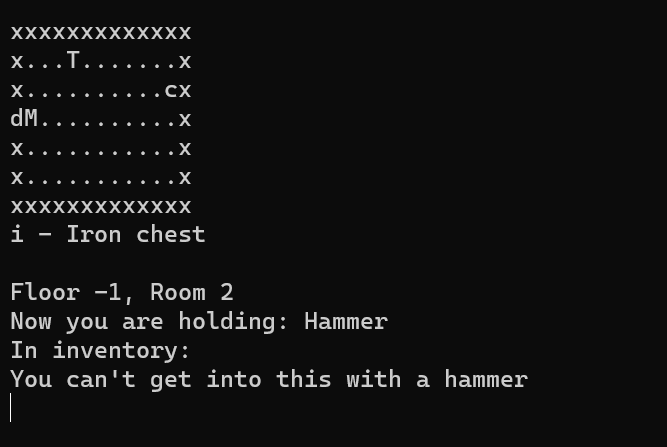 xxxxxxxxxxxxx
x...T.......x
x..........cx
dM..........x
x...........x
x...........x
xxxxxxxxxxxxx
i - Iron chest
Floor -1, Room 2
Now you are holding: Hammer
In inventory:
You can't get into this with a hammer